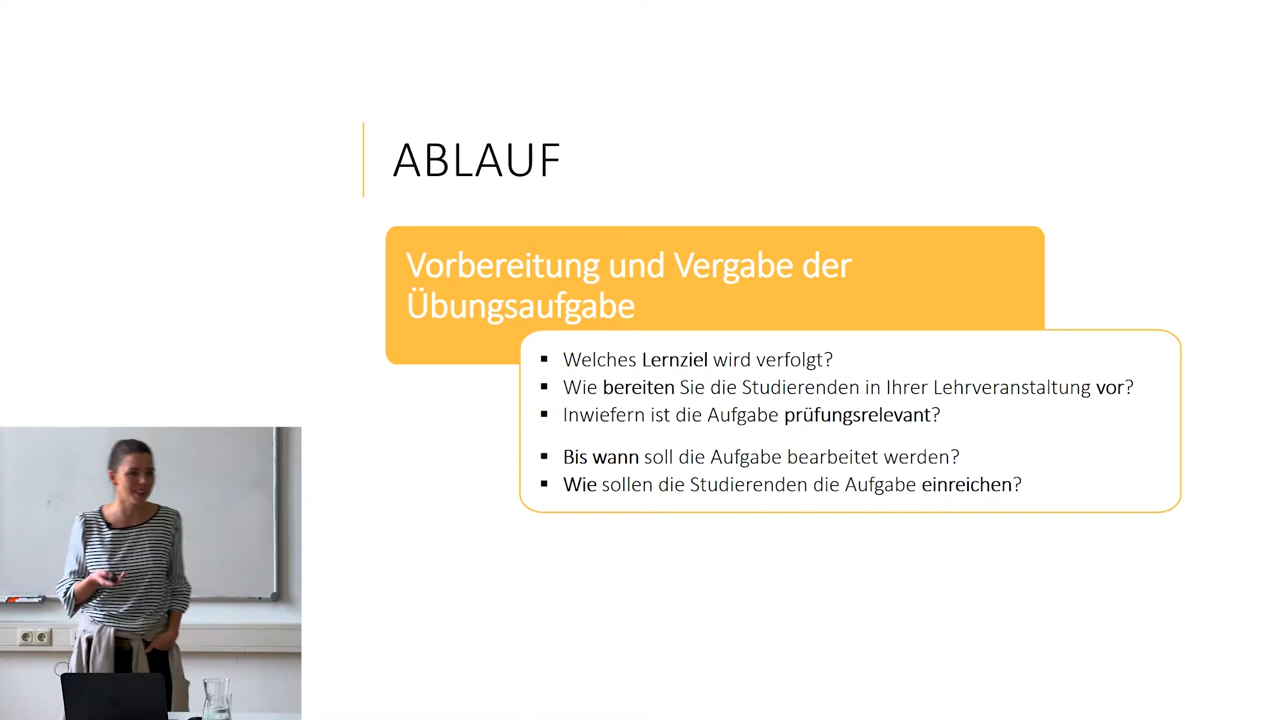 ABLAUF
Vorbereitung und Vergabe der
Übungsaufgabe
▪ Welches Lernziel wird verfolgt?
▪ Wie bereiten Sie die Studierenden in Ihrer Lehrveranstaltung vor?
▪ Inwiefern ist die Aufgabe prüfungsrelevant?
▪ Bis wann soll die Aufgabe bearbeitet werden?
▪ Wie sollen die Studierenden die Aufgabe einreichen?